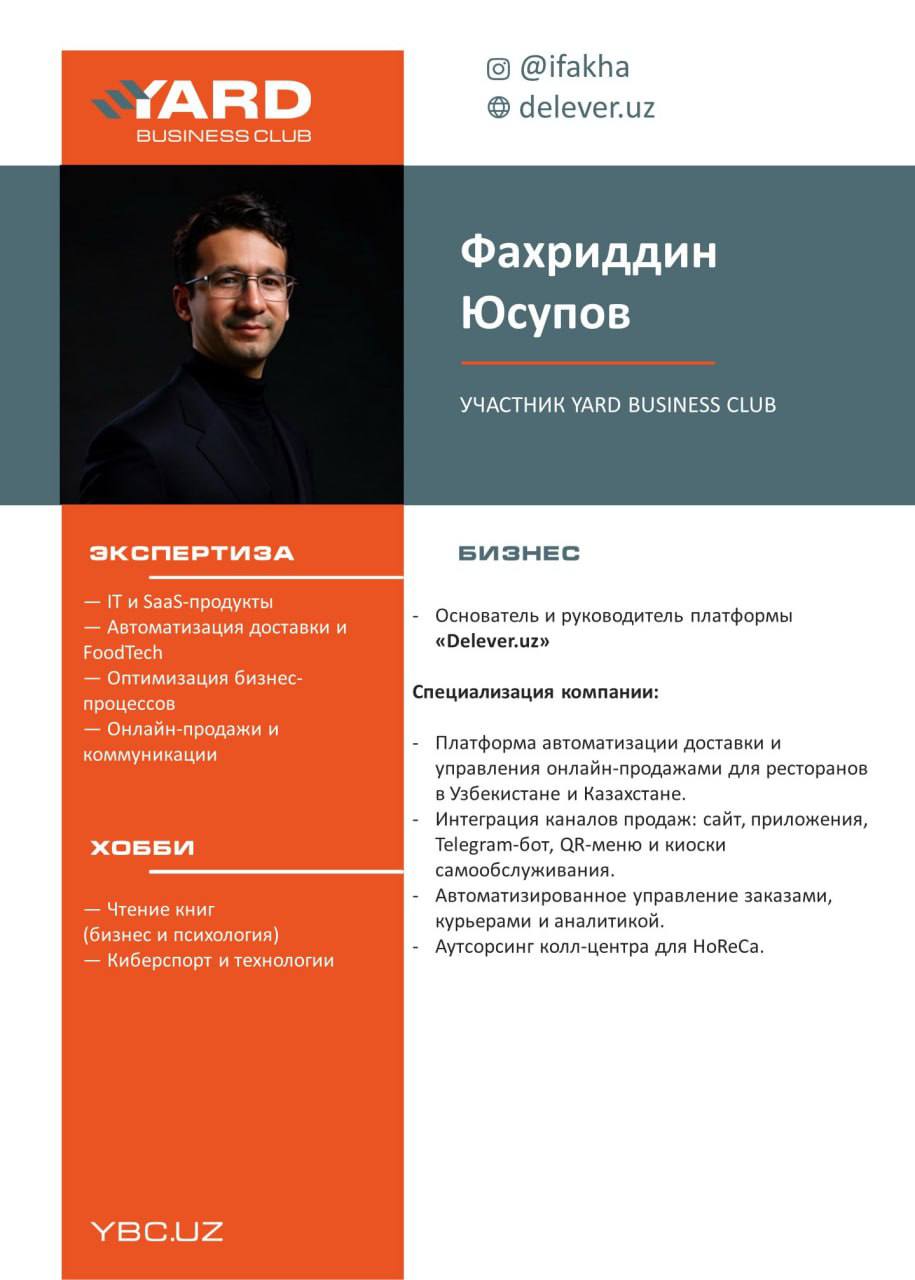 YARD
BUSINESS CLUB
@ifakha
delever.uz
Фахриддин
Юсупов
УЧАСТНИК YARD BUSINESS CLUB
ЭКСПЕРТИЗА
— IT и SaaS-продукты
— Автоматизация доставки и
FoodTech
— Оптимизация бизнес-
процессов
— Онлайн-продажи и
коммуникации
ХОББИ
— Чтение книг
(бизнес и психология)
— Киберспорт и технологии
YBC.UZ
БИЗНЕС
- Основатель и руководитель платформы
«Delever.uz»
Специализация компании:
- Платформа автоматизации доставки и
управления онлайн-продажами для ресторанов
в Узбекистане и Казахстане.
- Интеграция каналов продаж: сайт, приложения,
Telegram-бот, QR-меню и киоски
самообслуживания.
- Автоматизированное управление заказами,
курьерами и аналитикой.
- Аутсорсинг колл-центра для HoReCa.